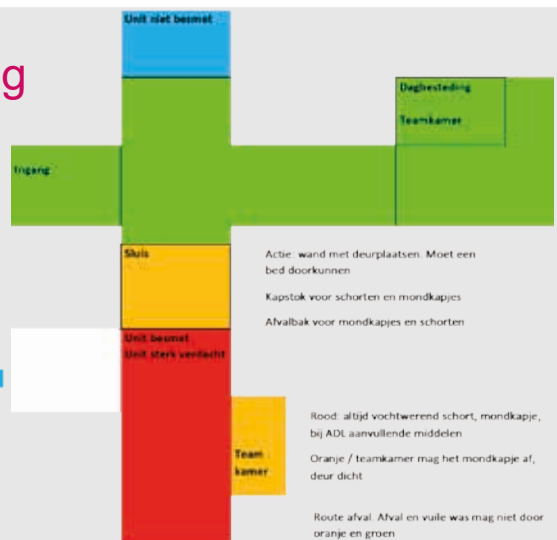 g
Unit niet besmet
Dagbesteding
Teamkamer
Ingang
Sluis
Actie: wand met deurplaatsen. Moet een
bed doorkunnen
Kapstok voor schorten en mondkapjes
Afvalbak voor mondkapjes en schorten
Unit besmet
Unit sterk verdacht
Team
kamer
Rood: altijd vochtwerend schort, mondkapje,
bij ADL aanvullende middelen
Oranje / teamkamer mag het mondkapje af,
deur dicht
Route afval. Afval en vuile was mag niet door
oranje en groen